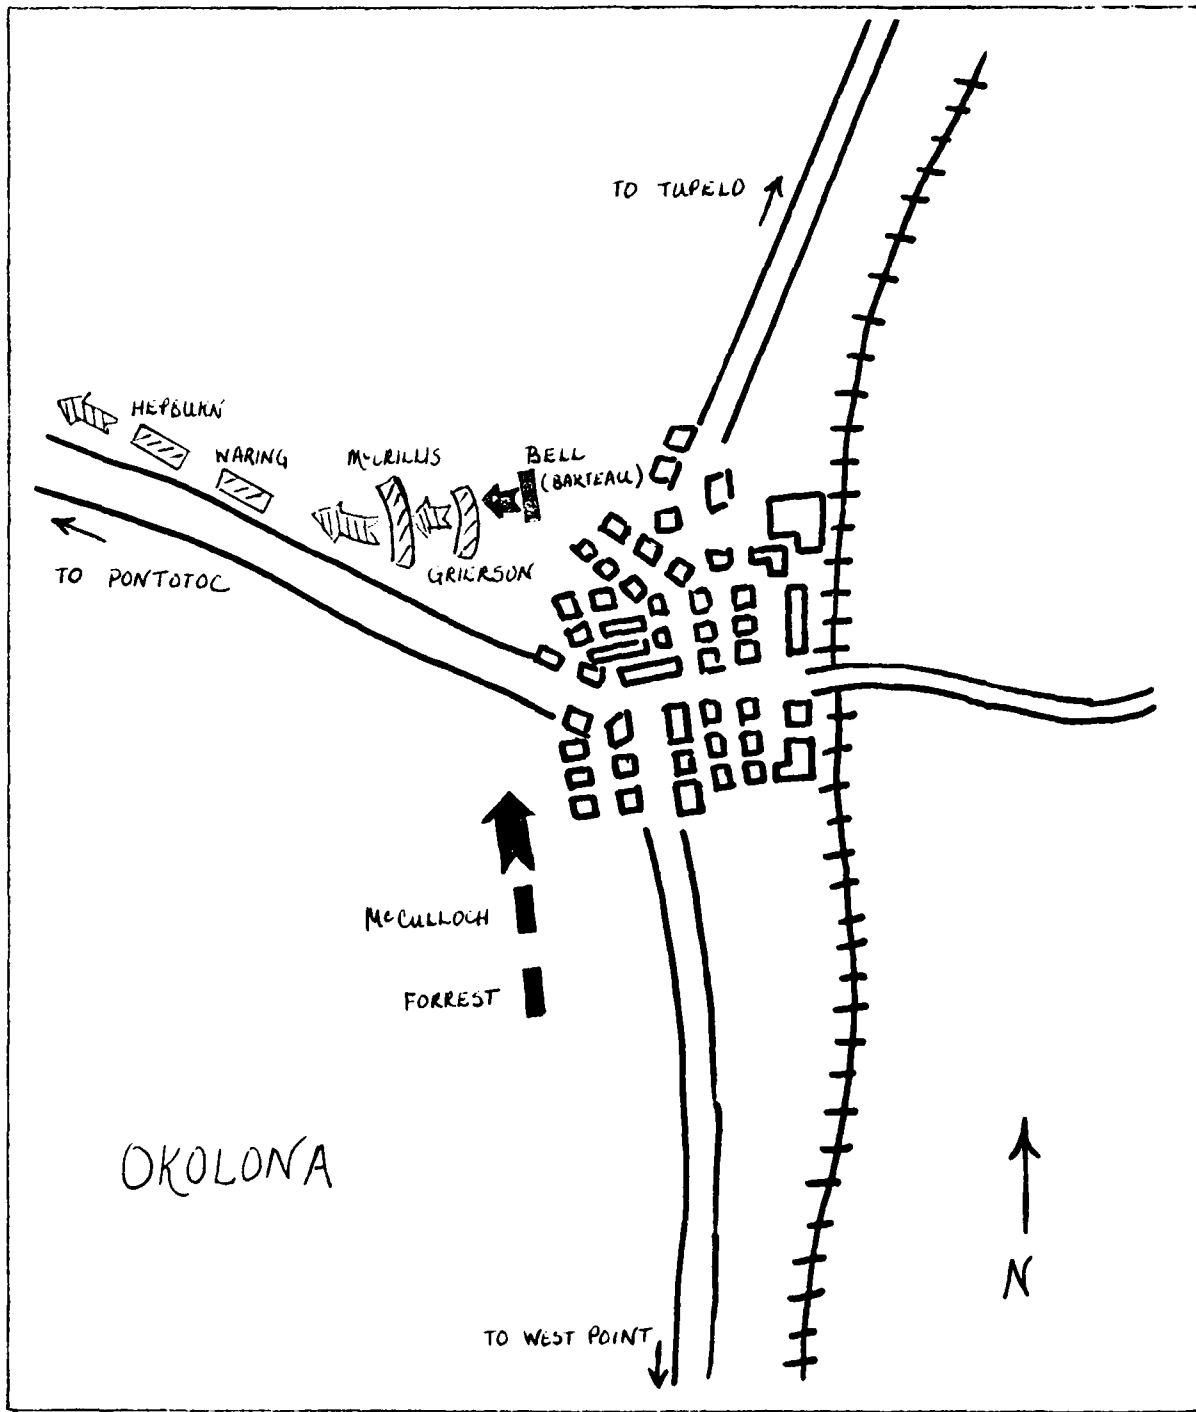 TO TUPELO
HEPBURN
WARING
McCRILLIS
BELL
(BARTEAU)
GRIERSON
TO PONTOTOC
McCULLOCH
FORREST
OKOLONA
N
TO WEST POINT